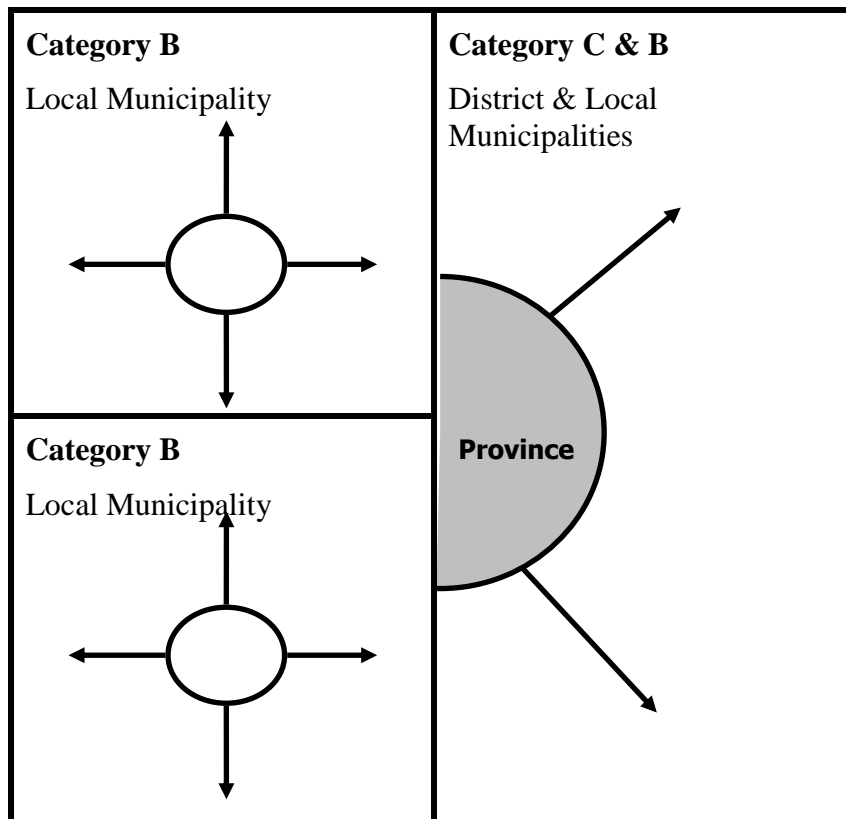 Category B
Local Municipality
Category B
Local Municipality
Category C & B
District & Local
Municipalities
Province